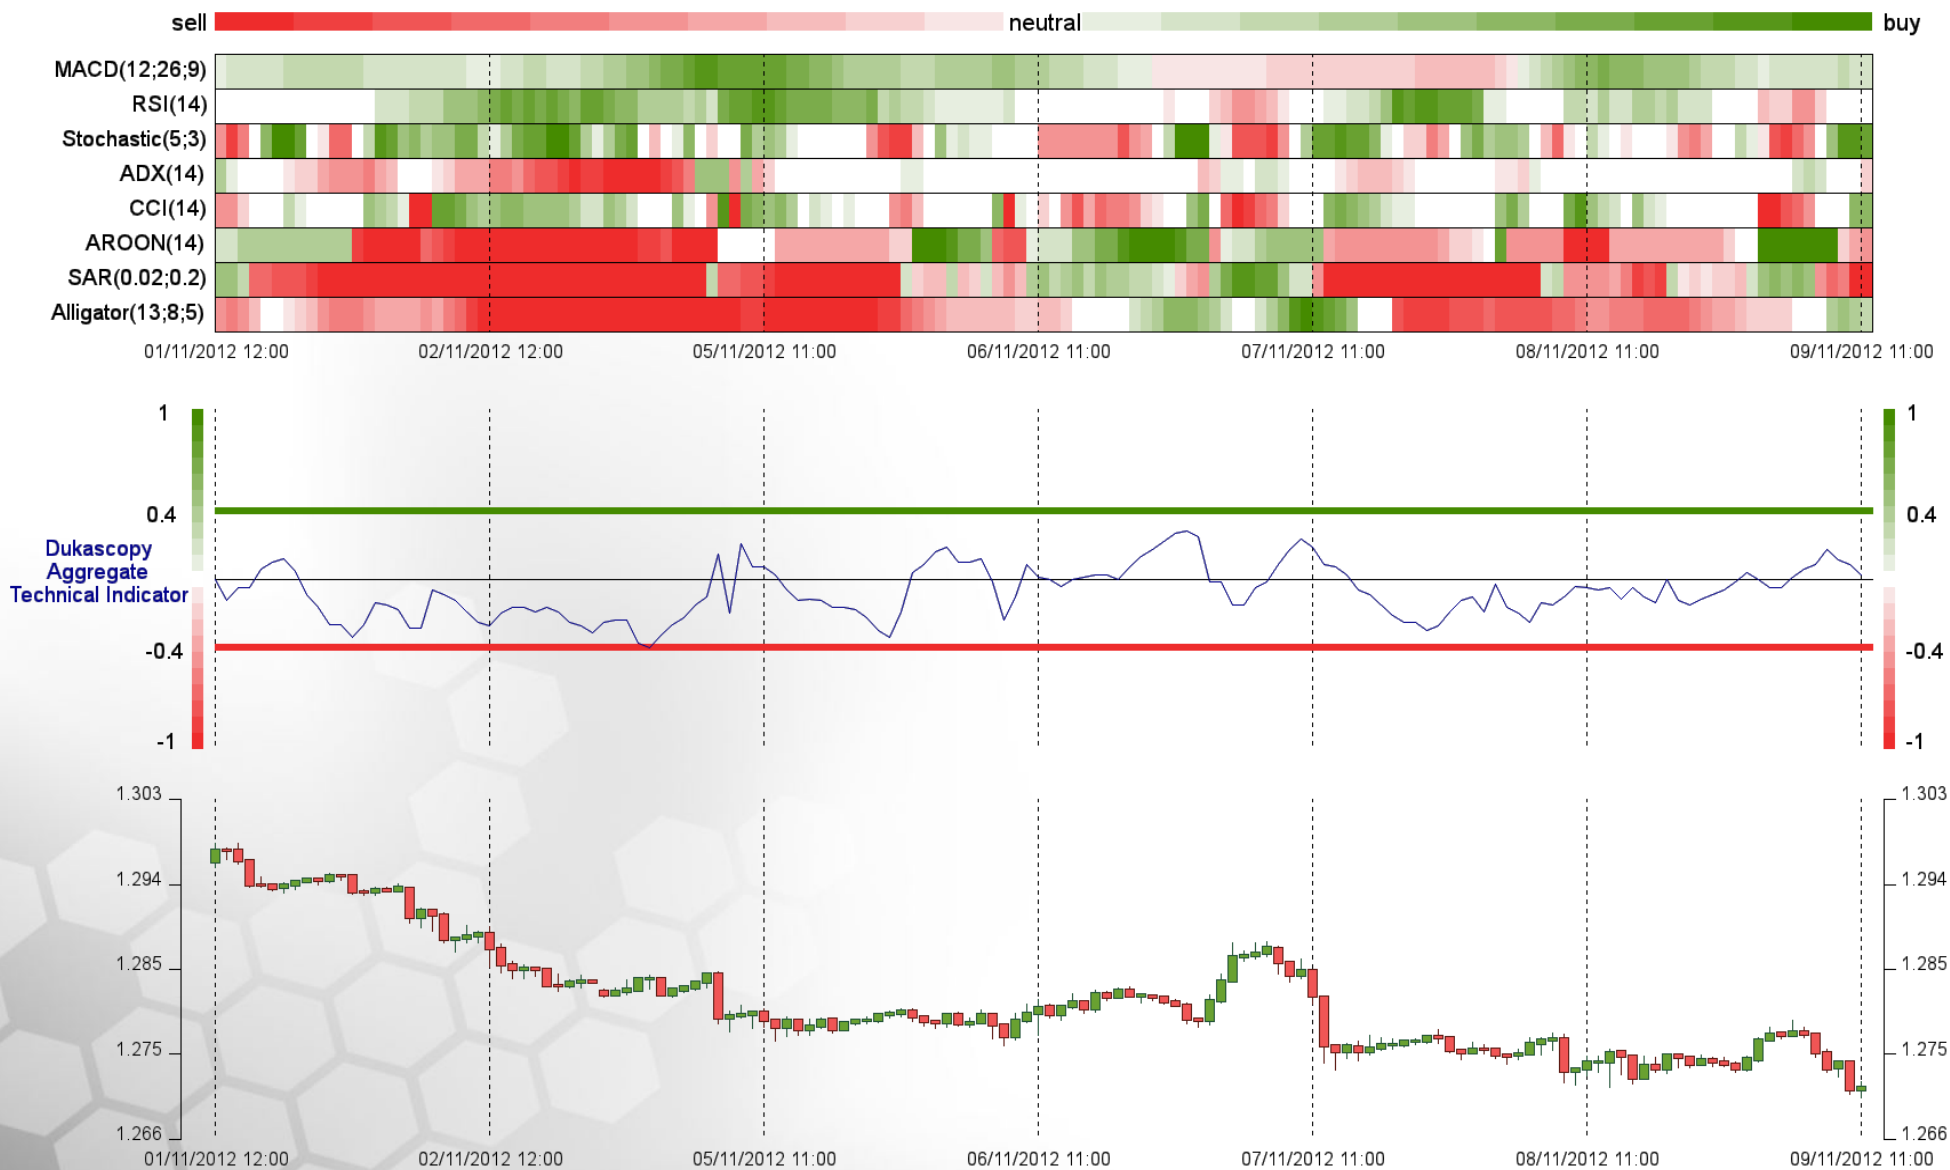 sell neutral buy
MACD(12;26;9)
RSI(14)
Stochastic(5;3)
ADX(14)
CCI(14)
AROON(14)
SAR(0.02;0.2)
Alligator(13;8;5)
01/11/2012 12:00 02/11/2012 12:00 05/11/2012 11:00 06/11/2012 11:00 07/11/2012 11:00 08/11/2012 11:00 09/11/2012 11:00
1 1
0.4 0.4
Dukascopy
Aggregate
Technical Indicator
-0.4 -0.4
-1 -1
1.303 1.303
1.294 1.294
1.285 1.285
1.275 1.275
1.266 1.266
01/11/2012 12:00 02/11/2012 12:00 05/11/2012 11:00 06/11/2012 11:00 07/11/2012 11:00 08/11/2012 11:00 09/11/2012 11:00